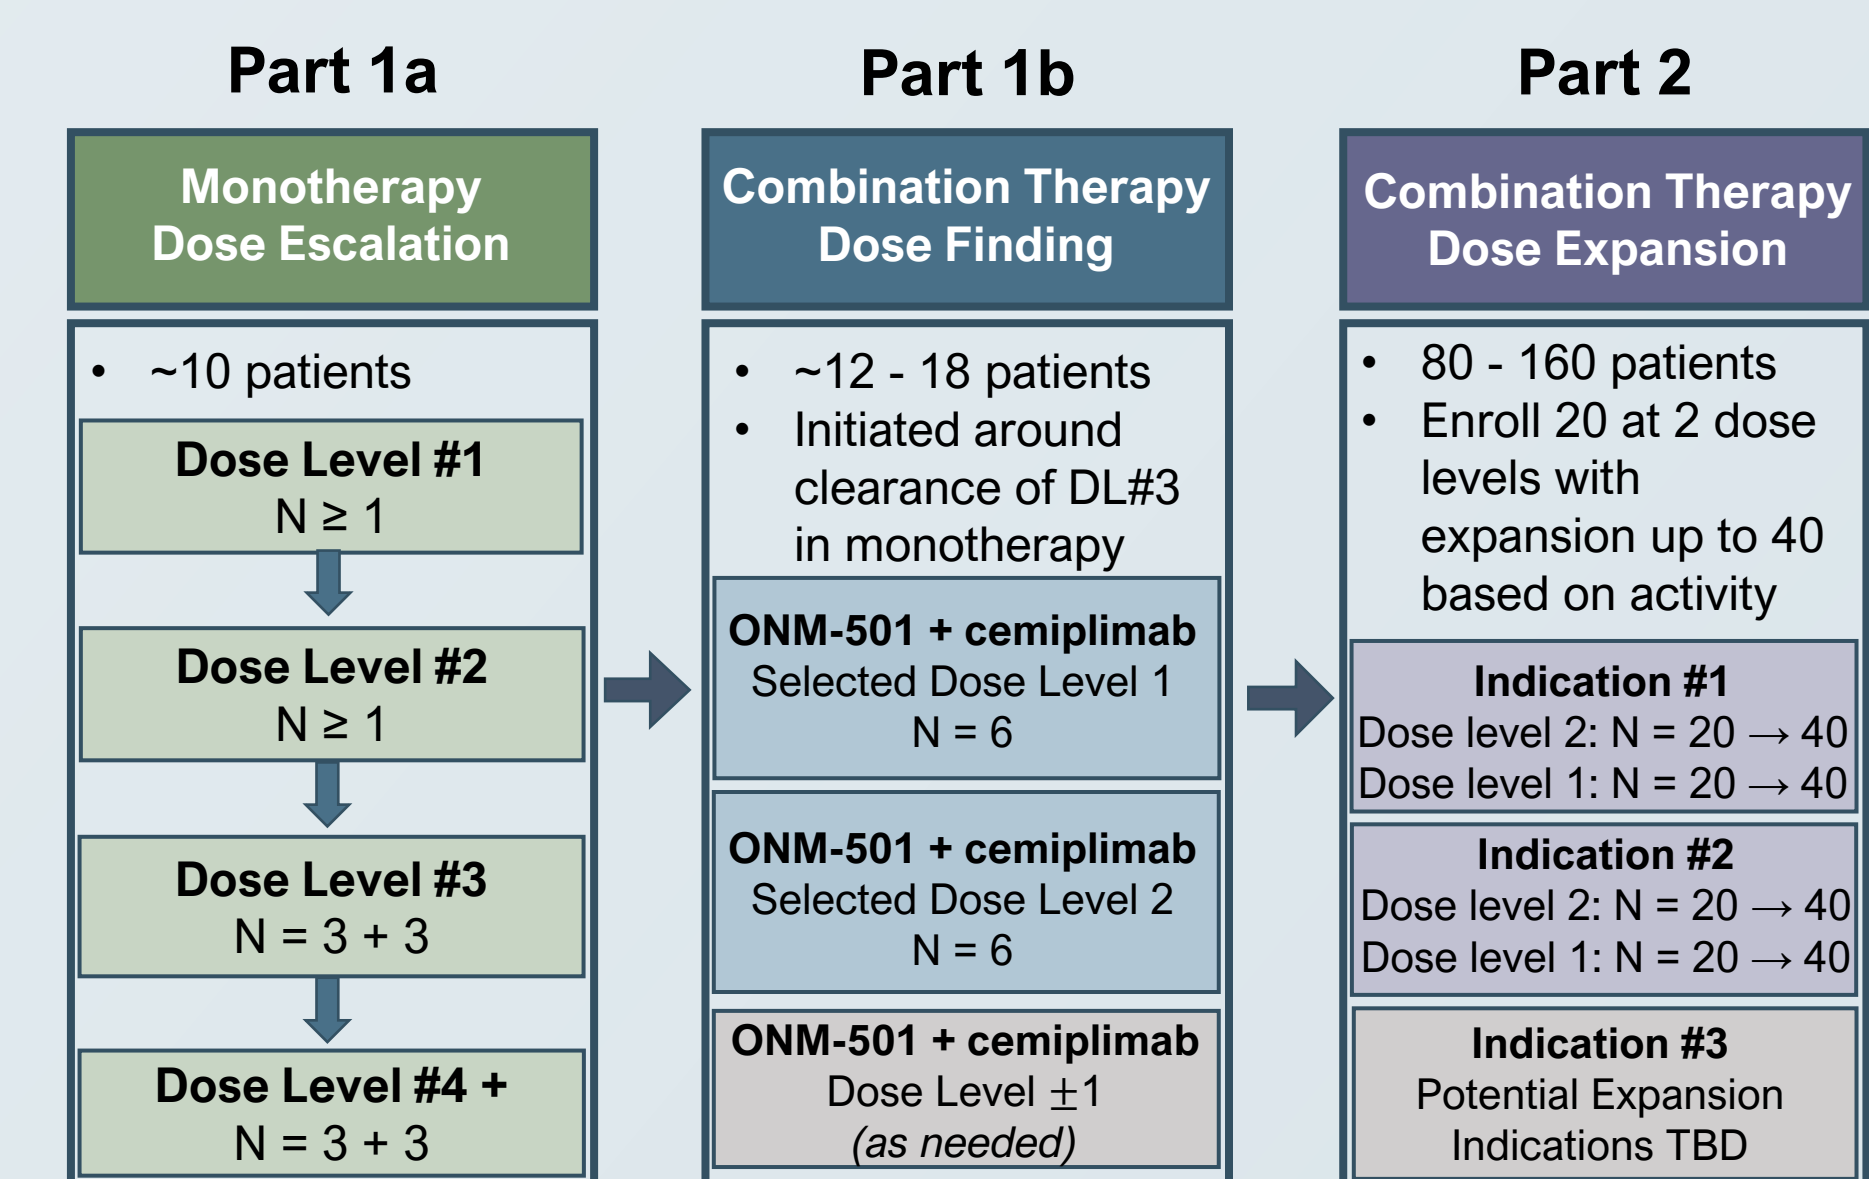 Part 1a
Monotherapy
Dose Escalation
• ~10 patients
Dose Level #1
N ≥ 1
Dose Level #2
N ≥ 1
Dose Level #3
N = 3 + 3
Dose Level #4 +
N = 3 + 3
Part 1b
Combination Therapy
Dose Finding
• ~12 - 18 patients
• Initiated around
clearance of DL#3
in monotherapy
ONM-501 + cemiplimab
Selected Dose Level 1
N = 6
ONM-501 + cemiplimab
Selected Dose Level 2
N = 6
ONM-501 + cemiplimab
Dose Level ±1
(as needed)
Part 2
Combination Therapy
Dose Expansion
• 80 - 160 patients
• Enroll 20 at 2 dose
levels with
expansion up to 40
based on activity
Indication #1
Dose level 2: N = 20 → 40
Dose level 1: N = 20 → 40
Indication #2
Dose level 2: N = 20 → 40
Dose level 1: N = 20 → 40
Indication #3
Potential Expansion
Indications TBD